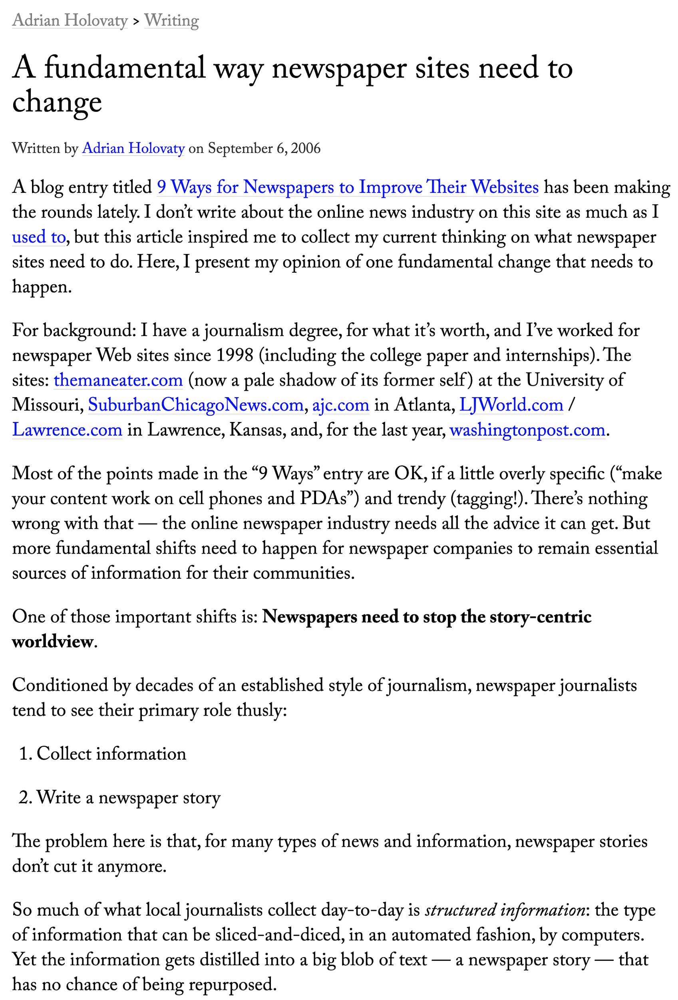 Adrian Holovaty > Writing
A fundamental way newspaper sites need to
change
Written by Adrian Holovaty on September 6, 2006
A blog entry titled 9 Ways for Newspapers to Improve Their Websites has been making
the rounds lately. I don’t write about the online news industry on this site as much as I
used to, but this article inspired me to collect my current thinking on what newspaper
sites need to do. Here, I present my opinion of one fundamental change that needs to
happen.
For background: I have a journalism degree, for what it’s worth, and I’ve worked for
newspaper Web sites since 1998 (including the college paper and internships). The
sites: themaneater.com (now a pale shadow of its former self) at the University of
Missouri, SuburbanChicagoNews.com, ajc.com in Atlanta, LJWorld.com /
Lawrence.com in Lawrence, Kansas, and, for the last year, washingtonpost.com.
Most of the points made in the “9 Ways” entry are OK, if a little overly specific (“make
your content work on cell phones and PDAs”) and trendy (tagging!). There’s nothing
wrong with that — the online newspaper industry needs all the advice it can get. But
more fundamental shifts need to happen for newspaper companies to remain essential
sources of information for their communities.
One of those important shifts is: Newspapers need to stop the story-centric
worldview.
Conditioned by decades of an established style of journalism, newspaper journalists
tend to see their primary role thusly:
1. Collect information
2. Write a newspaper story
The problem here is that, for many types of news and information, newspaper stories
don’t cut it anymore.
So much of what local journalists collect day-to-day is structured information: the type
of information that can be sliced-and-diced, in an automated fashion, by computers.
Yet the information gets distilled into a big blob of text — a newspaper story — that
has no chance of being repurposed.